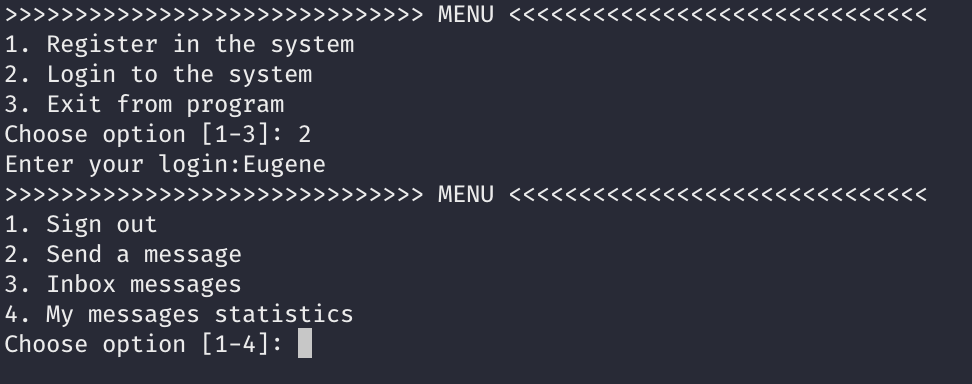 >>>>>>>>>>>>>>>>>>>>>>>>>>>>>> MENU <<<<<<<<<<<<<<<<<<<<<<<<<<<<<<
1. Register in the system
2. Login to the system
3. Exit from program
Choose option [1-3]: 2
Enter your login:Eugene
>>>>>>>>>>>>>>>>>>>>>>>>>>>>>> MENU <<<<<<<<<<<<<<<<<<<<<<<<<<<<<<
1. Sign out
2. Send a message
3. Inbox messages
4. My messages statistics
Choose option [1-4]: